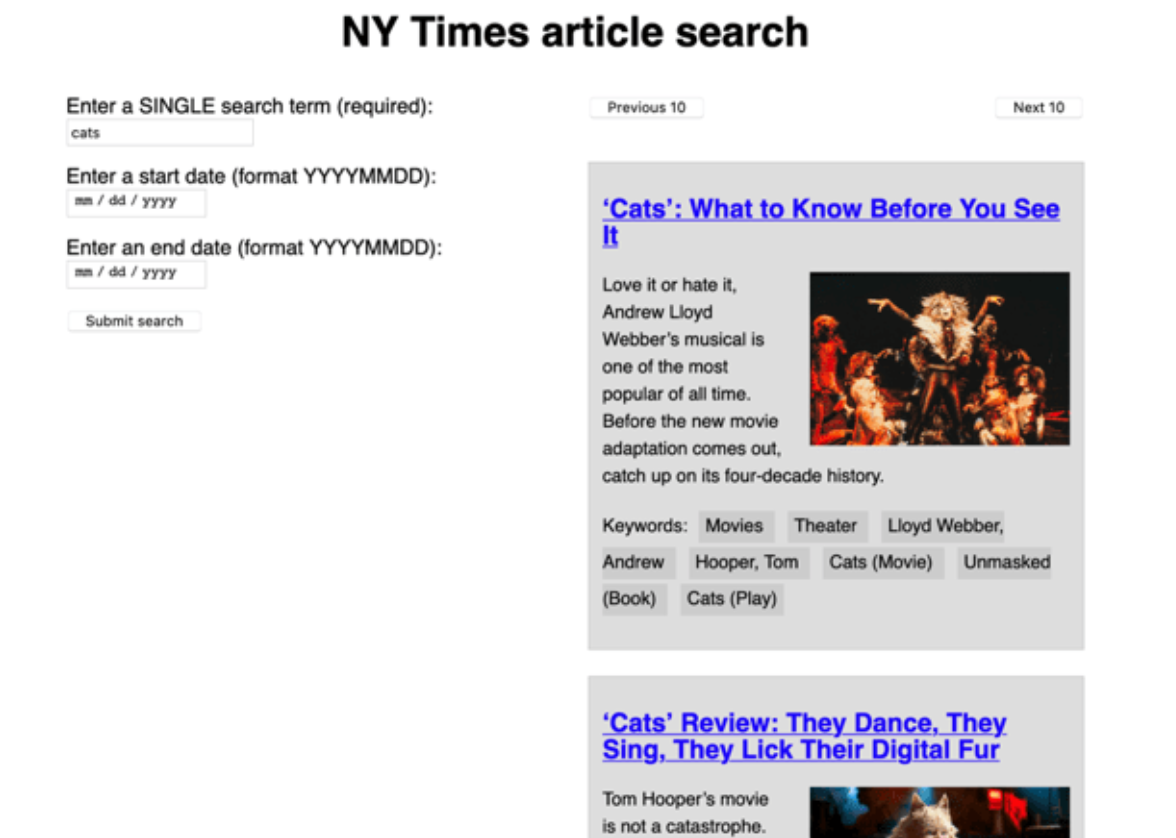 NY Times article search
Enter a SINGLE search term (required):
cats
Enter a start date (format YYYYMMDD):
mm / dd / yyyy
Enter an end date (format YYYYMMDD):
mm / dd / yyyy
Submit search
Previous 10
Next 10
‘Cats’: What to Know Before You See
It
Love it or hate it,
Andrew Lloyd
Webber’s musical is
one of the most
popular of all time.
Before the new movie
adaptation comes out,
catch up on its four-decade history.
Keywords: Movies Theater Lloyd Webber,
Andrew Hooper, Tom Cats (Movie) Unmasked
(Book) Cats (Play)
‘Cats’ Review: They Dance, They
Sing, They Lick Their Digital Fur
Tom Hooper’s movie
is not a catastrophe.